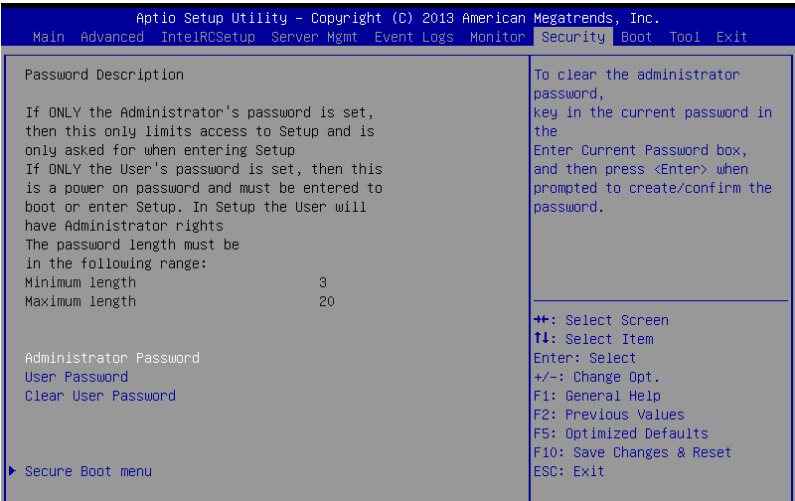 Aptio Setup Utility – Copyright (C) 2013 American Megatrends, Inc.
Main Advanced IntelRCSetup Server Mgmt Event Logs Monitor Security Boot Tool Exit
Password Description
If ONLY the Administrator's password is set,
then this only limits access to Setup and is
only asked for when entering Setup
If ONLY the User's password is set, then this
is a power on password and must be entered to
boot or enter Setup. In Setup the User will
have Administrator rights
The password length must be
in the following range:
Minimum length 3
Maximum length 20
Administrator Password
User Password
Clear User Password
Secure Boot menu
To clear the administrator
password,
key in the current password in
the
Enter Current Password box,
and then press <Enter> when
prompted to create/confirm the
password.
→←: Select Screen
↑↓: Select Item
Enter: Select
+/-: Change Opt.
F1: General Help
F2: Previous Values
F5: Optimized Defaults
F10: Save Changes & Reset
ESC: Exit